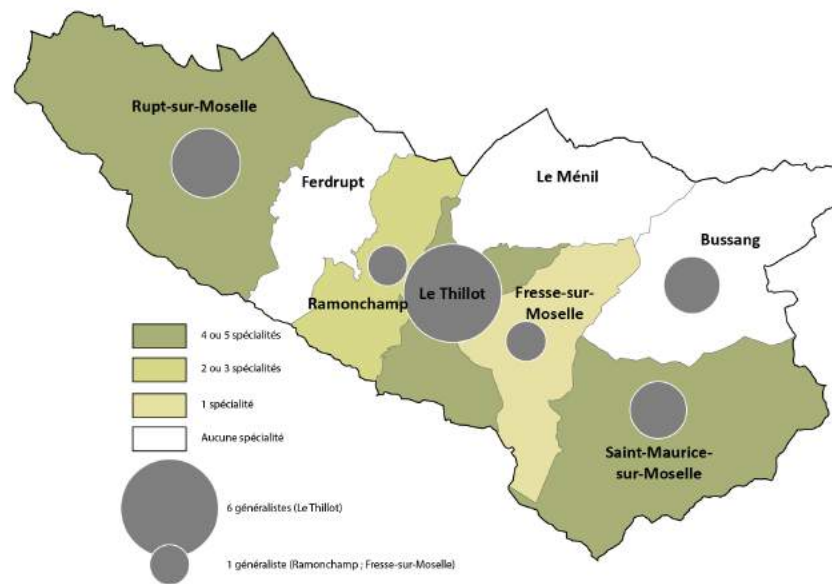 Rupt-sur-Moselle
Ferdrupt
Le Ménil
Bussang
Le Thillot
Fresse-sur-
Moselle
Ramonchamp
Saint-Maurice-
sur-Moselle
4 ou 5 spécialités
2 ou 3 spécialités
1 spécialité
Aucune spécialité
6 généralistes (Le Thillot)
1 généraliste (Ramonchamp ; Fresse-sur-Moselle)